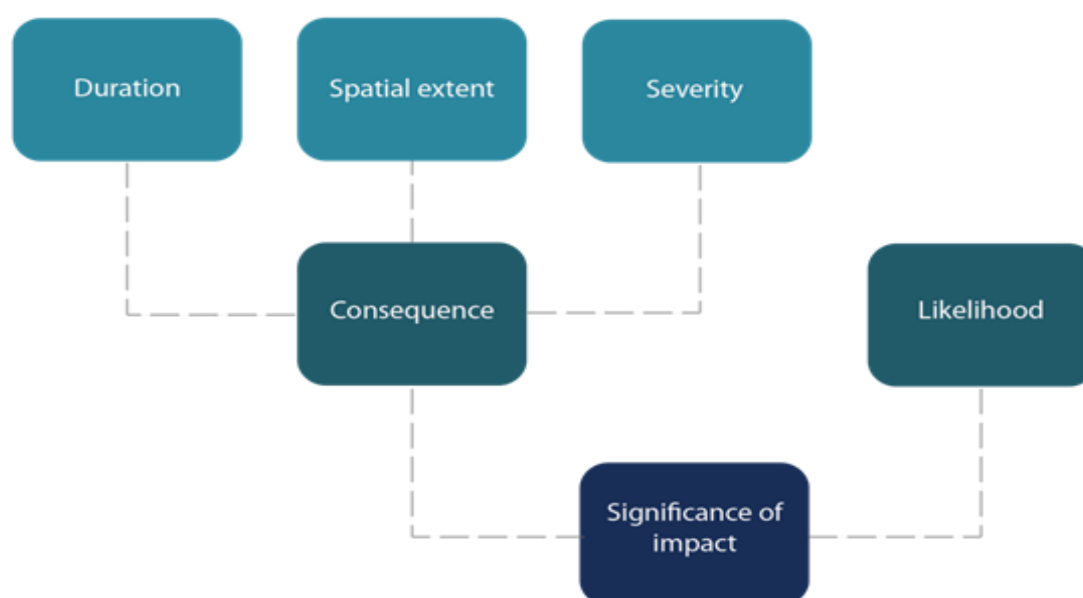 Duration
Spatial extent
Severity
Consequence
Likelihood
Significance of
impact